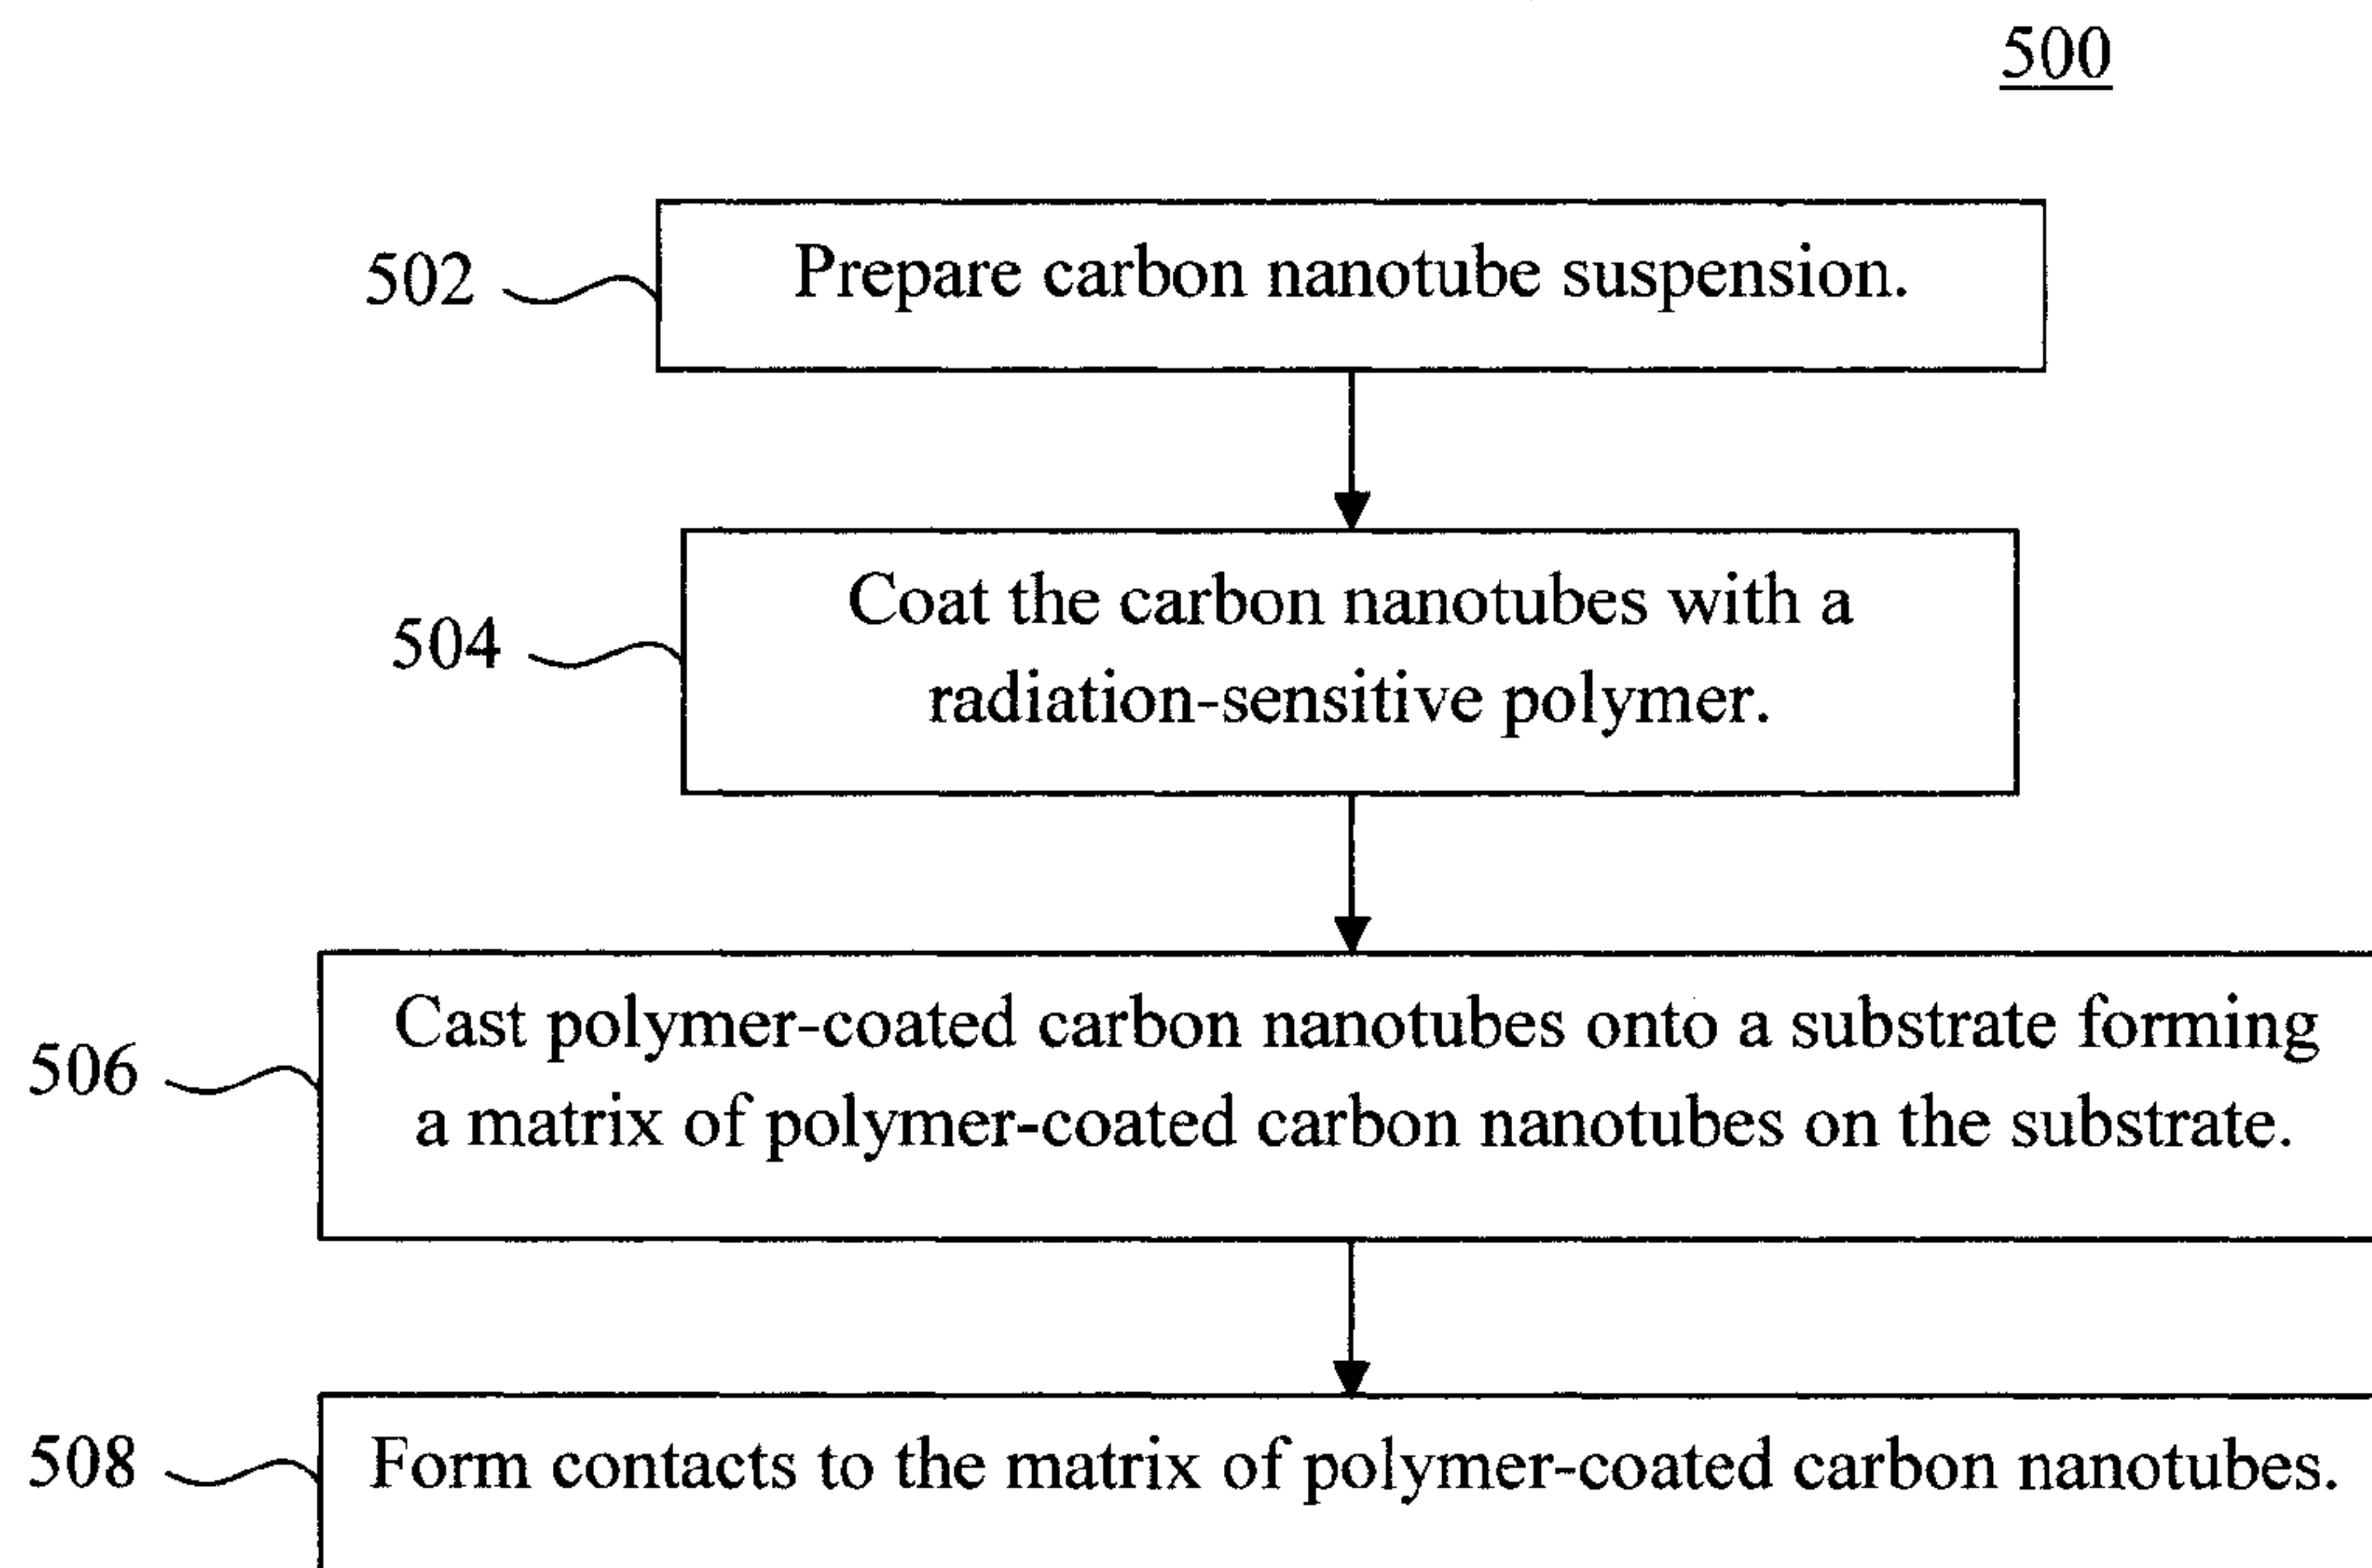 500
502
Prepare carbon nanotube suspension.
504
Coat the carbon nanotubes with a
radiation-sensitive polymer.
506
Cast polymer-coated carbon nanotubes onto a substrate forming
a matrix of polymer-coated carbon nanotubes on the substrate.
508
Form contacts to the matrix of polymer-coated carbon nanotubes.